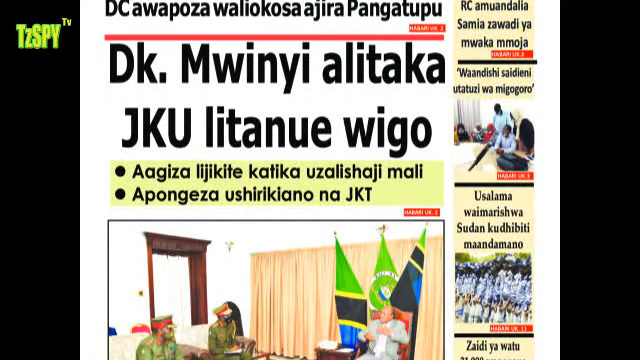 TzSPY Tv
DC awapoza waliokosa ajira Pangatupu
HABARI UK. 2
Dk. Mwinyi alitaka
JKU litanue wigo
● Aagiza lijikite katika uzalishaji mali
● Apongeza ushirikiano na JKT
HABARI UK. 2
RC amuandalia
Samia zawadi ya
mwaka mmoja
HABARI UK.3
'Waandishi saidieni
utatuzi wa migogoro'
HABARI UK.3
Usalama
waimarishwa
Sudan kudhibiti
maandamano
HABARI UK. 11
Zaidi ya watu